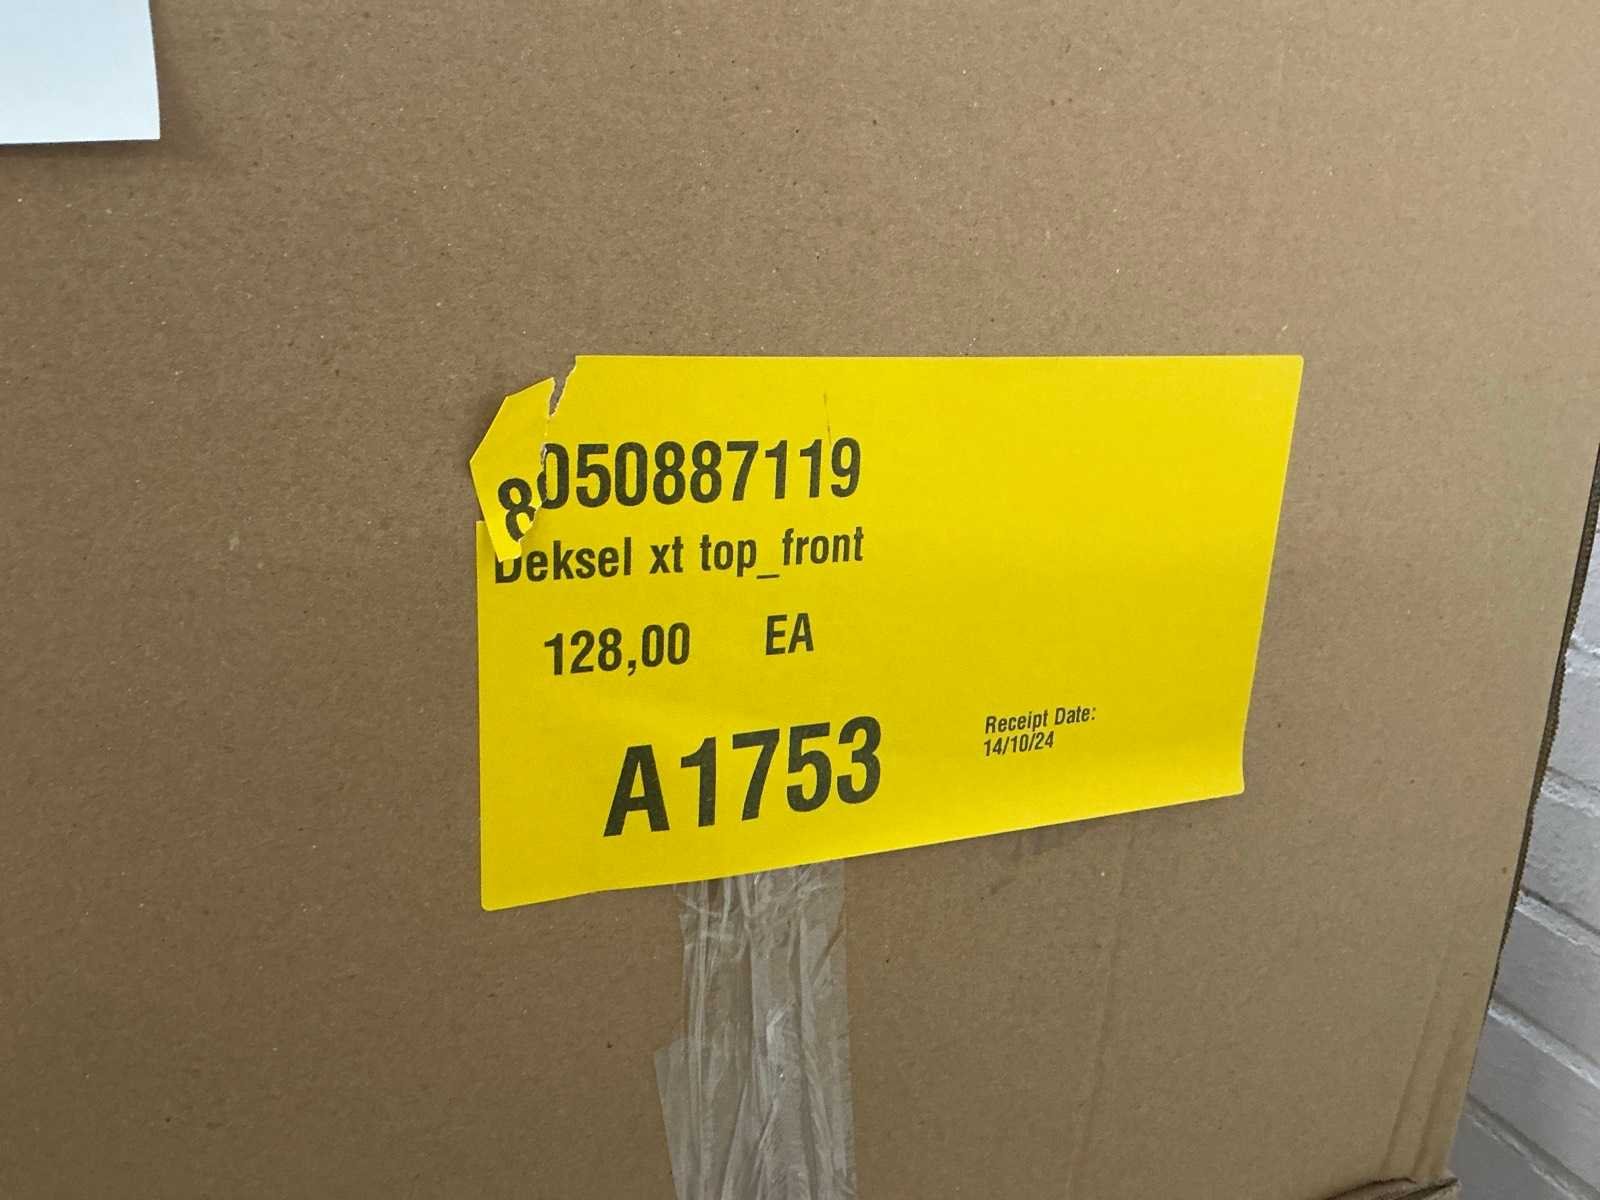 8050887119
Deksel xt top_front
128,00 EA
A1753
Receipt Date:
14/10/24